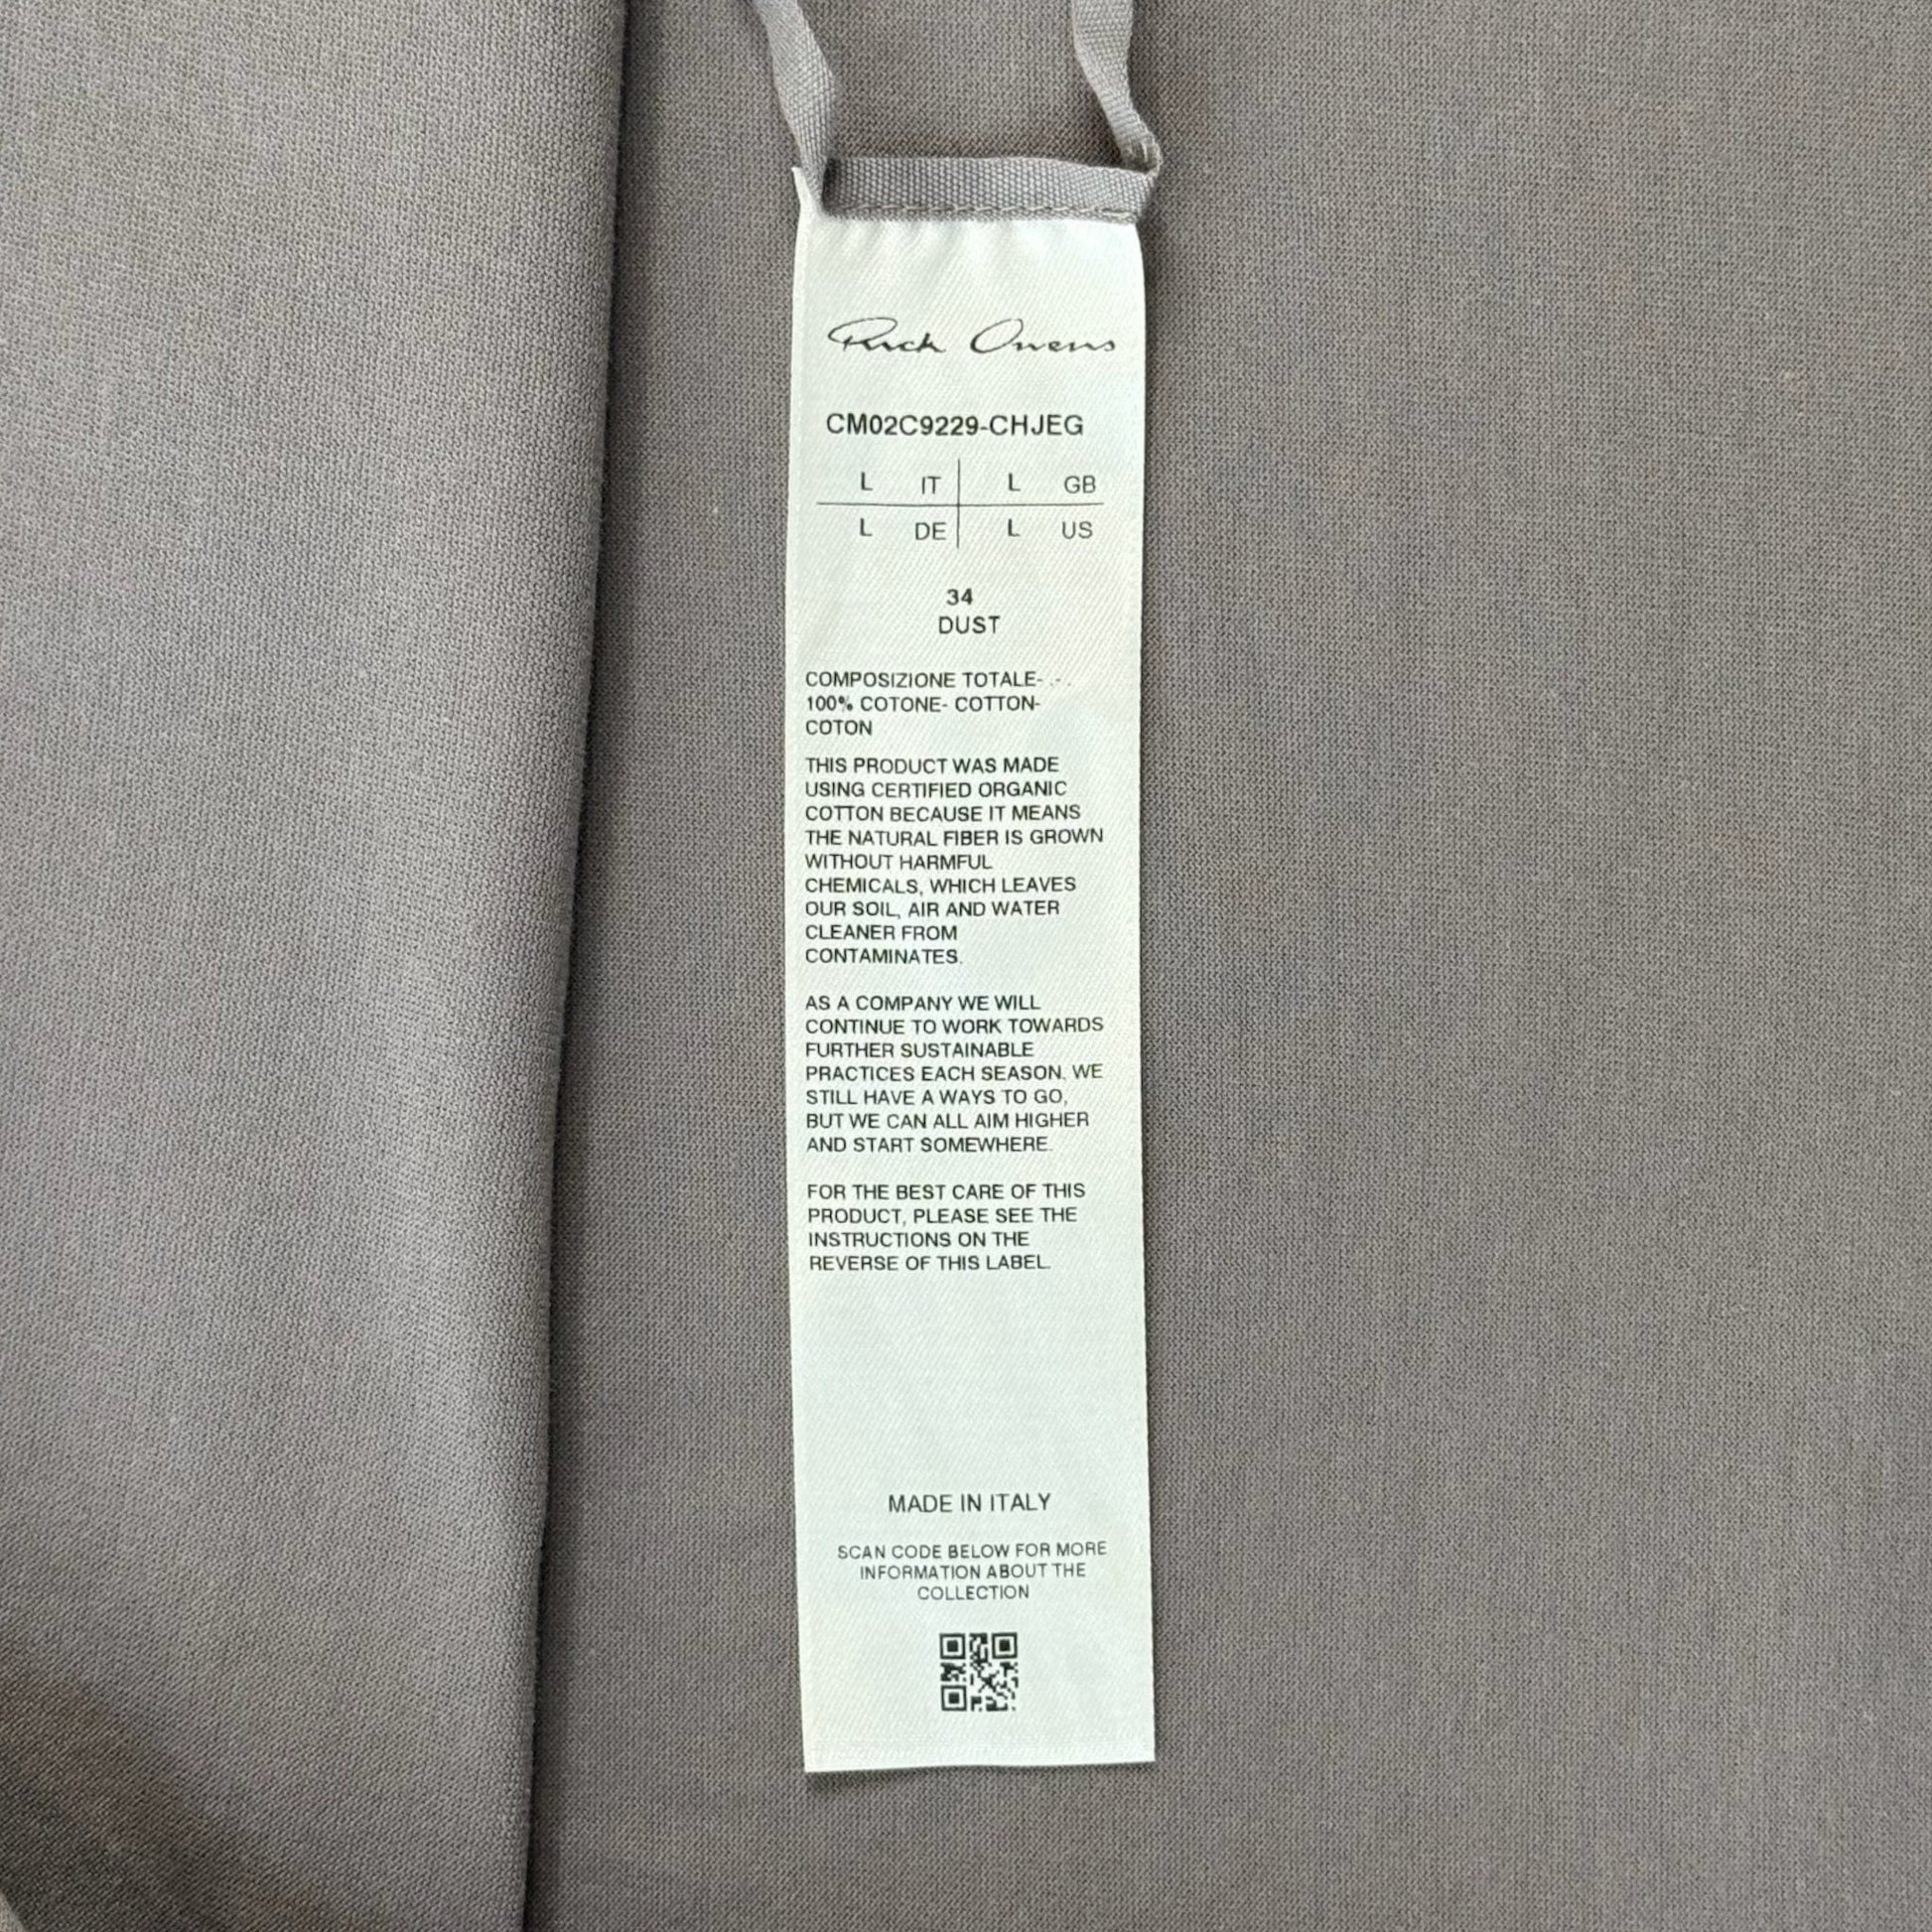 Rick Owens
CM02C9229-CHJEG
L IT L GB
L DE L US
34
DUST
COMPOSIZIONE TOTALE- .- .
100% COTONE- COTTON-
COTON
THIS PRODUCT WAS MADE
USING CERTIFIED ORGANIC
COTTON BECAUSE IT MEANS
THE NATURAL FIBER IS GROWN
WITHOUT HARMFUL
CHEMICALS, WHICH LEAVES
OUR SOIL, AIR AND WATER
CLEANER FROM
CONTAMINATES.
AS A COMPANY WE WILL
CONTINUE TO WORK TOWARDS
FURTHER SUSTAINABLE
PRACTICES EACH SEASON. WE
STILL HAVE A WAYS TO GO,
BUT WE CAN ALL AIM HIGHER
AND START SOMEWHERE.
FOR THE BEST CARE OF THIS
PRODUCT, PLEASE SEE THE
INSTRUCTIONS ON THE
REVERSE OF THIS LABEL.
MADE IN ITALY
SCAN CODE BELOW FOR MORE
INFORMATION ABOUT THE
COLLECTION